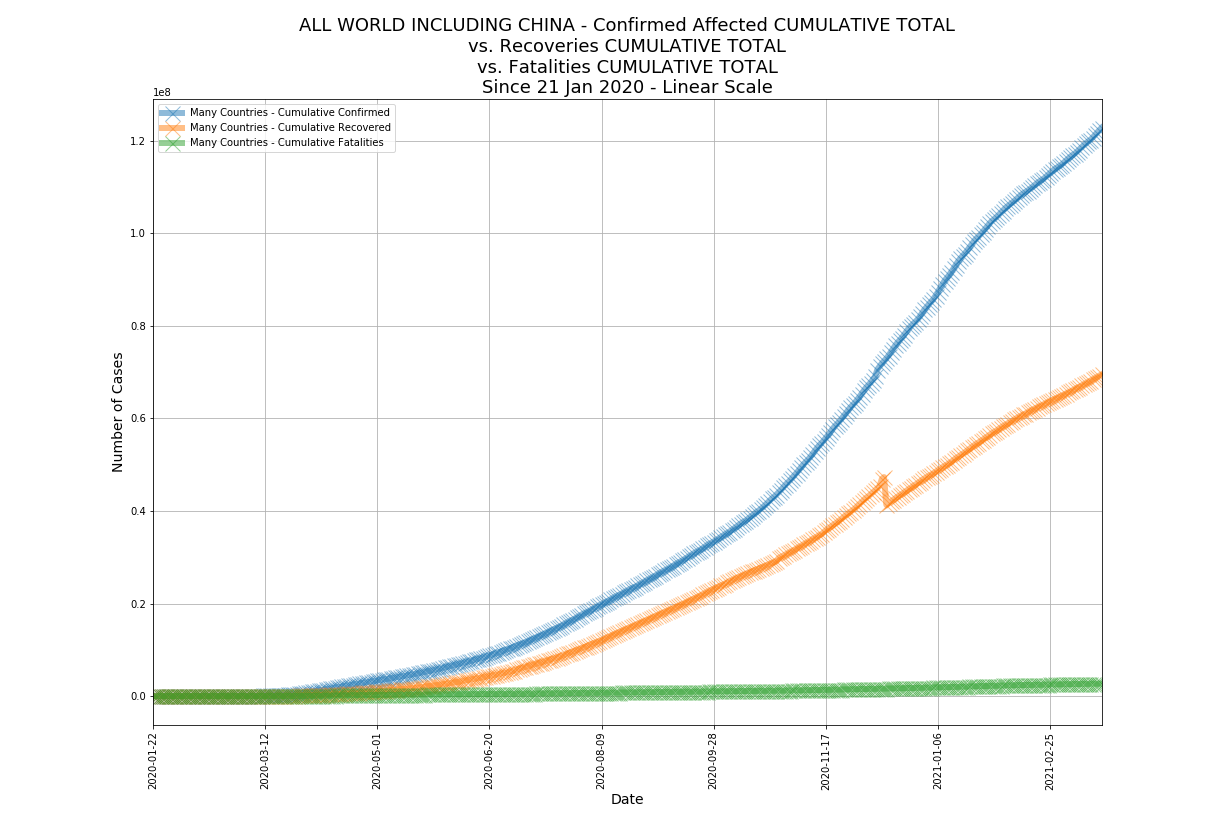 ALL WORLD INCLUDING CHINA - Confirmed Affected CUMULATIVE TOTAL
vs. Recoveries CUMULATIVE TOTAL
vs. Fatalities CUMULATIVE TOTAL
Since 21 Jan 2020 - Linear Scale
1e8
Many Countries - Cumulative Confirmed
Many Countries - Cumulative Recovered
Many Countries - Cumulative Fatalities
1.2
1.0
0.8
0.6
0.4
0.2
0.0
Number of Cases
2020-01-22
2020-03-12
2020-05-01
2020-06-20
2020-08-09
2020-09-28
2020-11-17
2021-01-06
2021-02-25
Date